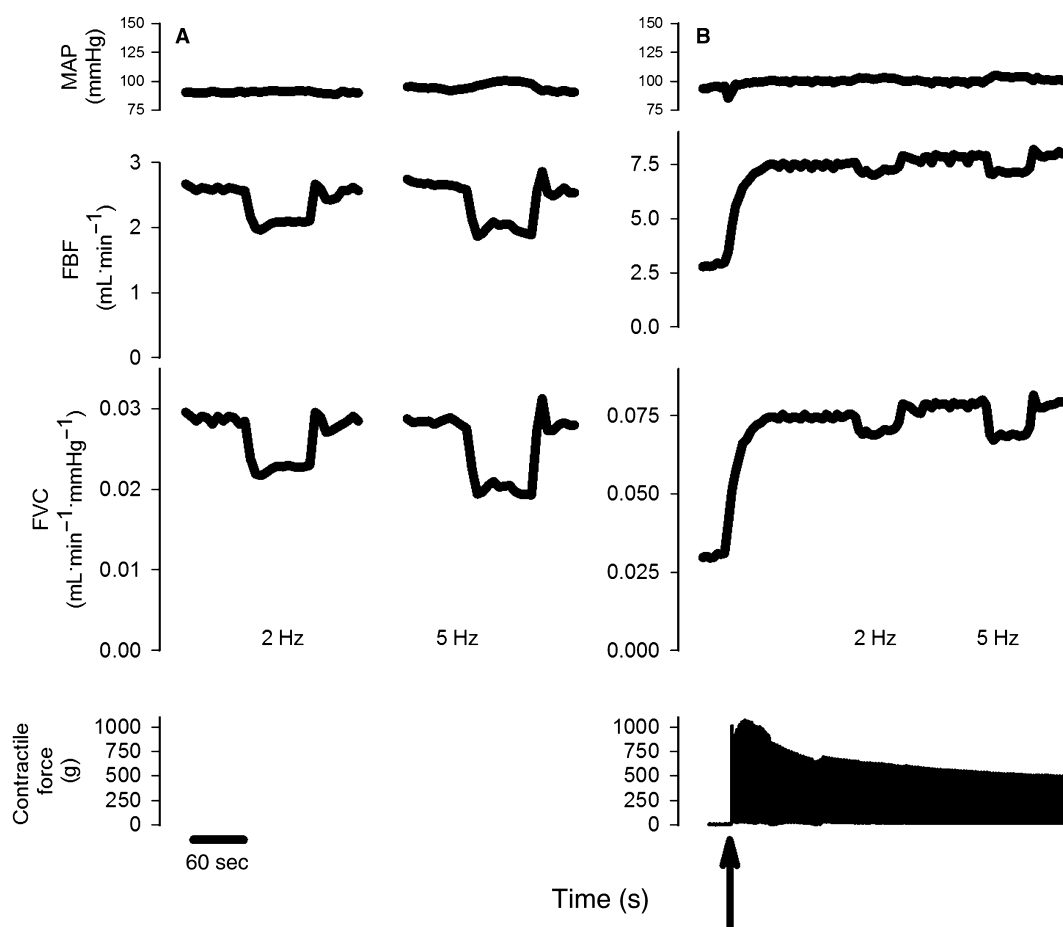 A
B
MAP
(mmHg)
150
125
100
75
150
125
100
75
FBF
(mL·min⁻¹)
3
2
1
0
7.5
5.0
2.5
0.0
FVC
(mL·min⁻¹·mmHg⁻¹)
0.03
0.02
0.01
0.00
0.075
0.050
0.025
0.000
2 Hz
5 Hz
2 Hz
5 Hz
Contractile
force
(g)
1000
750
500
250
0
1000
750
500
250
0
60 sec
Time (s)